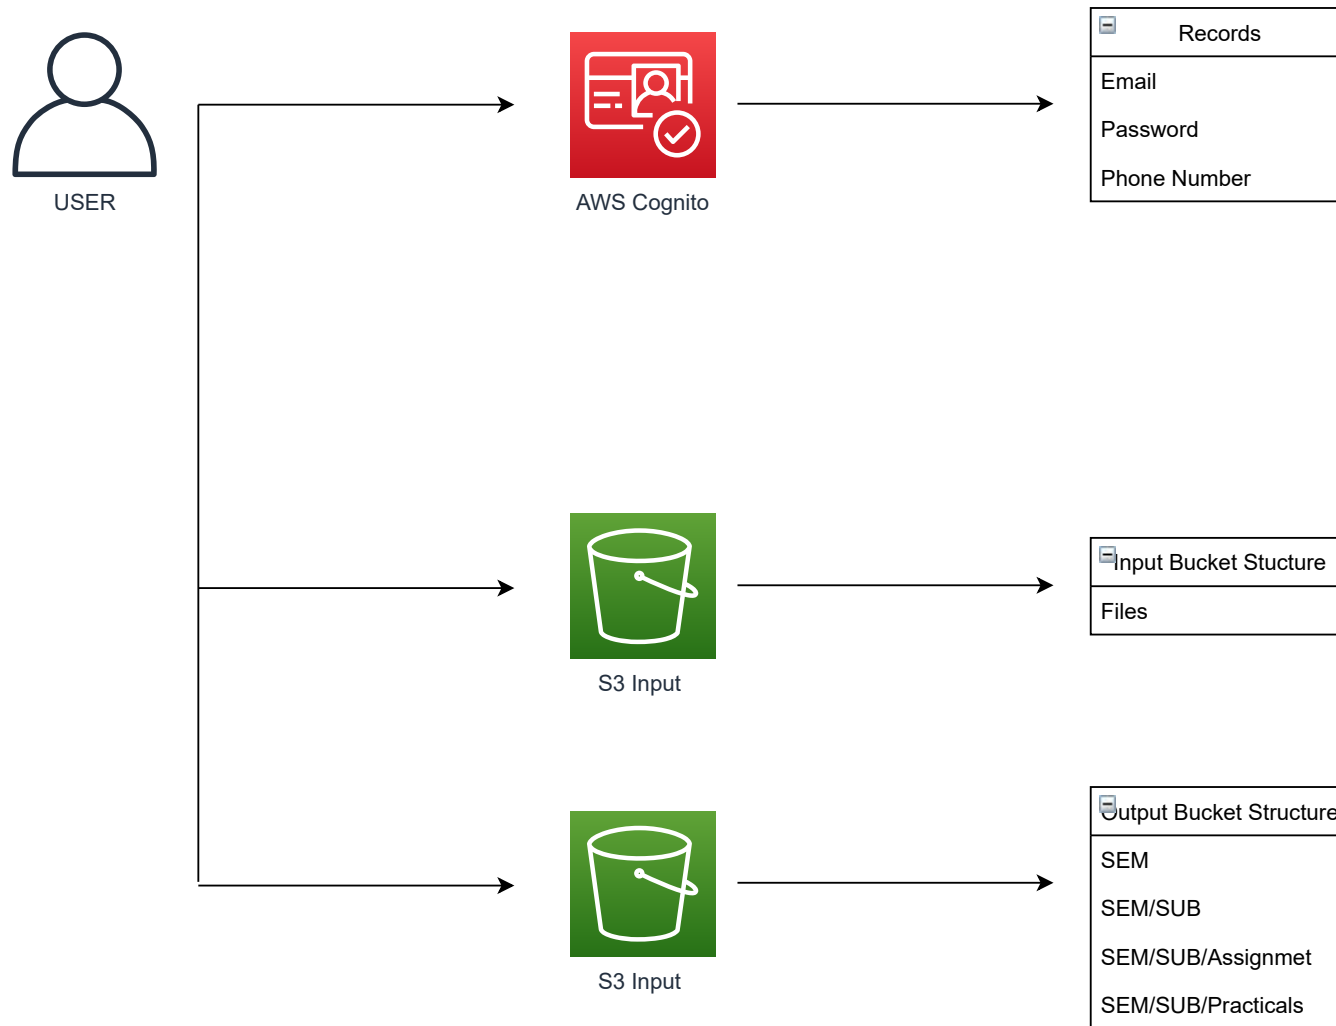 Records
Email
Password
Phone Number
USER
AWS Cognito
Input Bucket Stucture
Files
S3 Input
Output Bucket Structure
SEM
SEM/SUB
SEM/SUB/Assignmet
SEM/SUB/Practicals
S3 Input